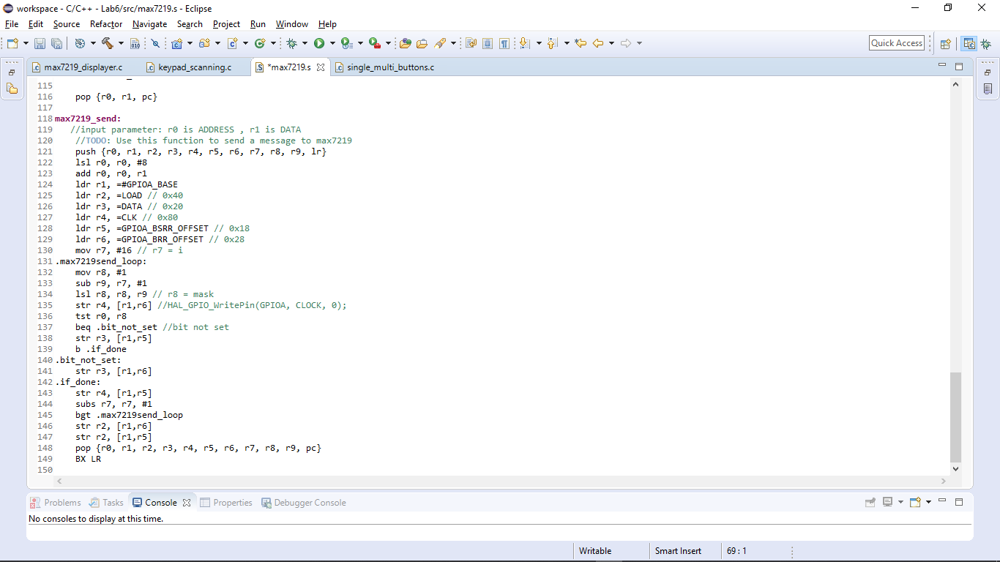 workspace - C/C++ - Lab6/src/max7219.s - Eclipse
File Edit Source Refactor Navigate Search Project Run Window Help
Quick Access
max7219_displayer.c keypad_scanning.c *max7219.s single_multi_buttons.c
115
116 pop {r0, r1, pc}
117
118 max7219_send:
119 //input parameter: r0 is ADDRESS , r1 is DATA
120 //TODO: Use this function to send a message to max7219
121 push {r0, r1, r2, r3, r4, r5, r6, r7, r8, r9, lr}
122 lsl r0, r0, #8
123 add r0, r0, r1
124 ldr r1, =#GPIOA_BASE
125 ldr r2, =LOAD // 0x40
126 ldr r3, =DATA // 0x20
127 ldr r4, =CLK // 0x80
128 ldr r5, =GPIOA_BSRR_OFFSET // 0x18
129 ldr r6, =GPIOA_BRR_OFFSET // 0x28
130 mov r7, #16 // r7 = i
131 .max7219send_loop:
132 mov r8, #1
133 sub r9, r7, #1
134 lsl r8, r8, r9 // r8 = mask
135 str r4, [r1,r6] //HAL_GPIO_WritePin(GPIOA, CLOCK, 0);
136 tst r0, r8
137 beq .bit_not_set //bit not set
138 str r3, [r1,r5]
139 b .if_done
140 .bit_not_set:
141 str r3, [r1,r6]
142 .if_done:
143 str r4, [r1,r5]
144 subs r7, r7, #1
145 bgt .max7219send_loop
146 str r2, [r1,r6]
147 str r2, [r1,r5]
148 pop {r0, r1, r2, r3, r4, r5, r6, r7, r8, r9, pc}
149 BX LR
150
Problems Tasks Console Properties Debugger Console
No consoles to display at this time.
Writable Smart Insert 69 : 1